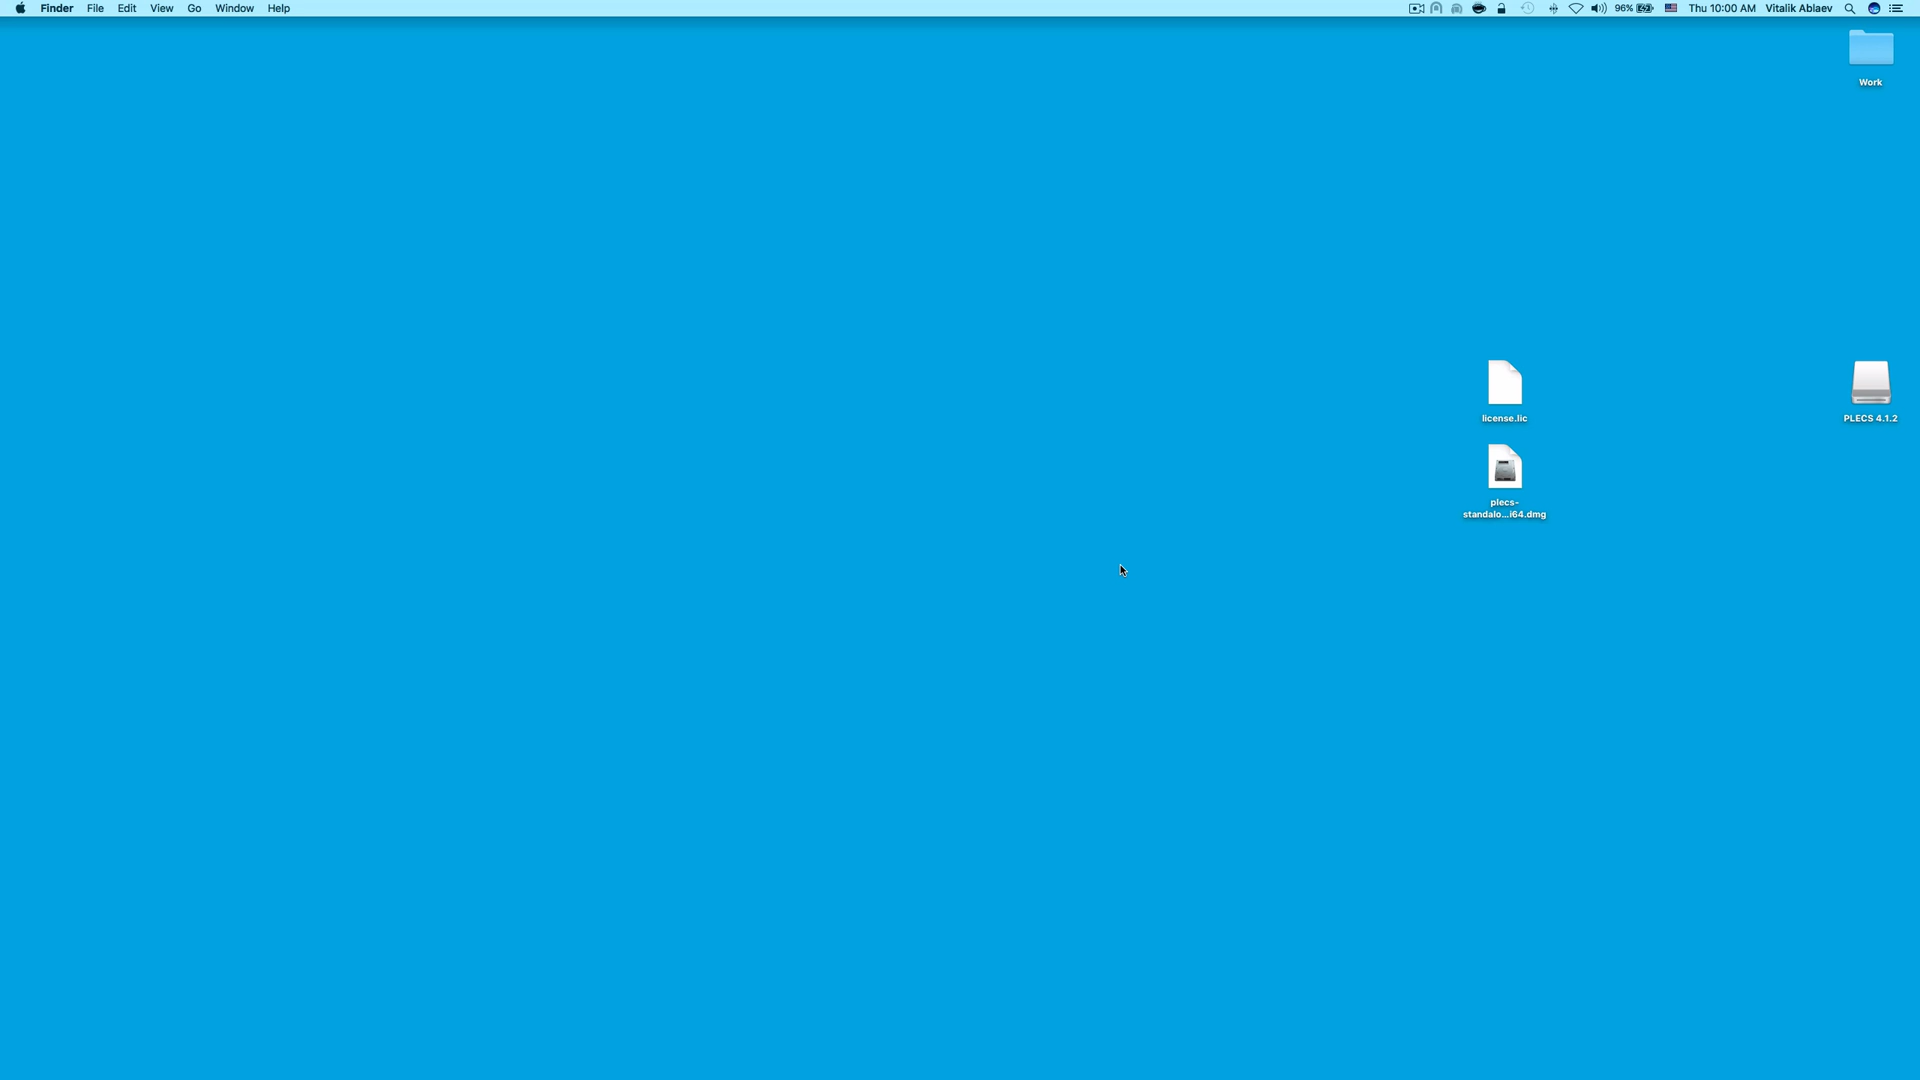 Finder File Edit View Go Window Help 96% Thu 10:00 AM Vitalik Ablaev
Work
license.lic
PLECS 4.1.2
plecs-
standalo...i64.dmg